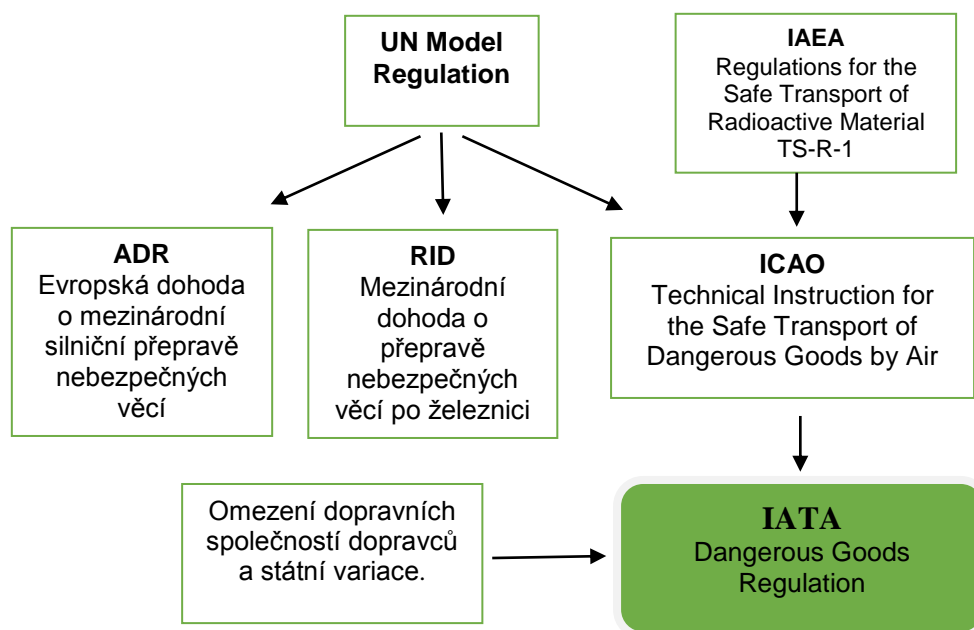 UN Model
Regulation
IAEA
Regulations for the
Safe Transport of
Radioactive Material
TS-R-1
ADR
Evropská dohoda
o mezinárodní
silniční přepravě
nebezpečných
věcí
RID
Mezinárodní
dohoda o
přepravě
nebezpečných
věcí po železnici
ICAO
Technical Instruction for
the Safe Transport of
Dangerous Goods by Air
Omezení dopravních
společností dopravců
a státní variace.
IATA
Dangerous Goods
Regulation